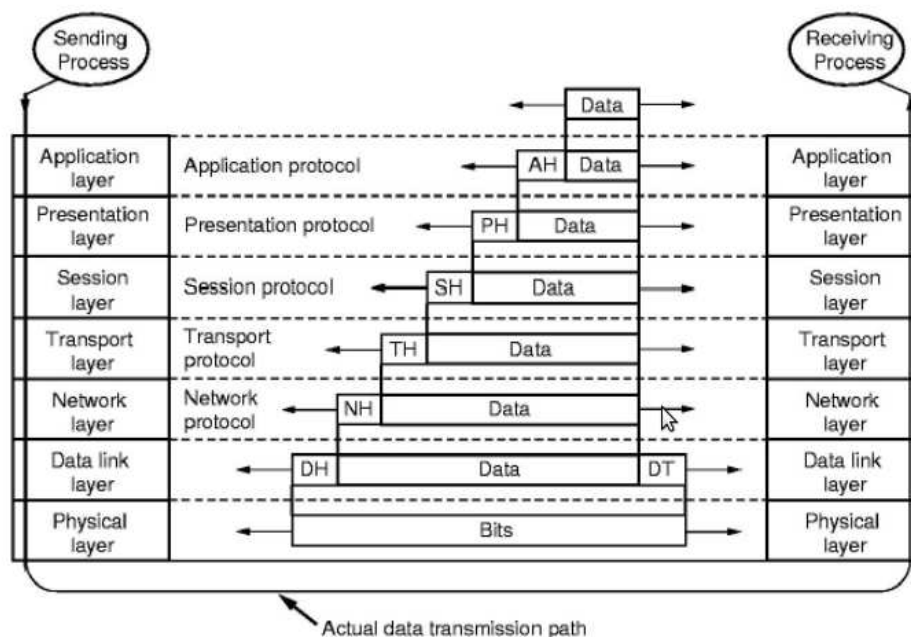 Sending
Process
Receiving
Process
Data
Application
layer
Application protocol
AH
Data
Application
layer
Presentation
layer
Presentation protocol
PH
Data
Presentation
layer
Session
layer
Session protocol
SH
Data
Session
layer
Transport
layer
Transport
protocol
TH
Data
Transport
layer
Network
layer
Network
protocol
NH
Data
Network
layer
Data link
layer
DH
Data
DT
Data link
layer
Physical
layer
Bits
Physical
layer
Actual data transmission path